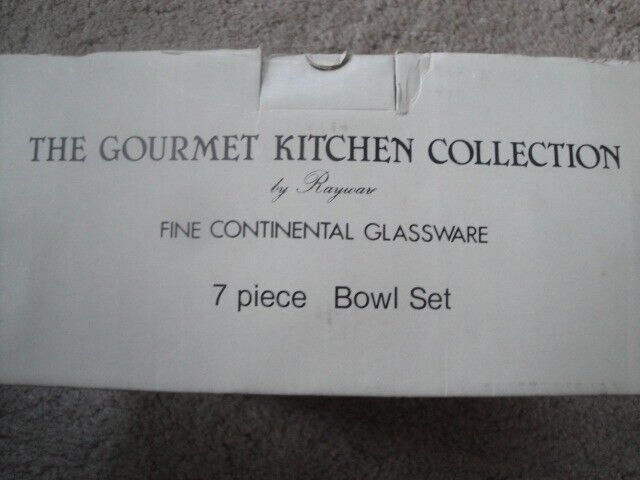 THE GOURMET KITCHEN COLLECTION
by Rayware
FINE CONTINENTAL GLASSWARE
7 piece Bowl Set